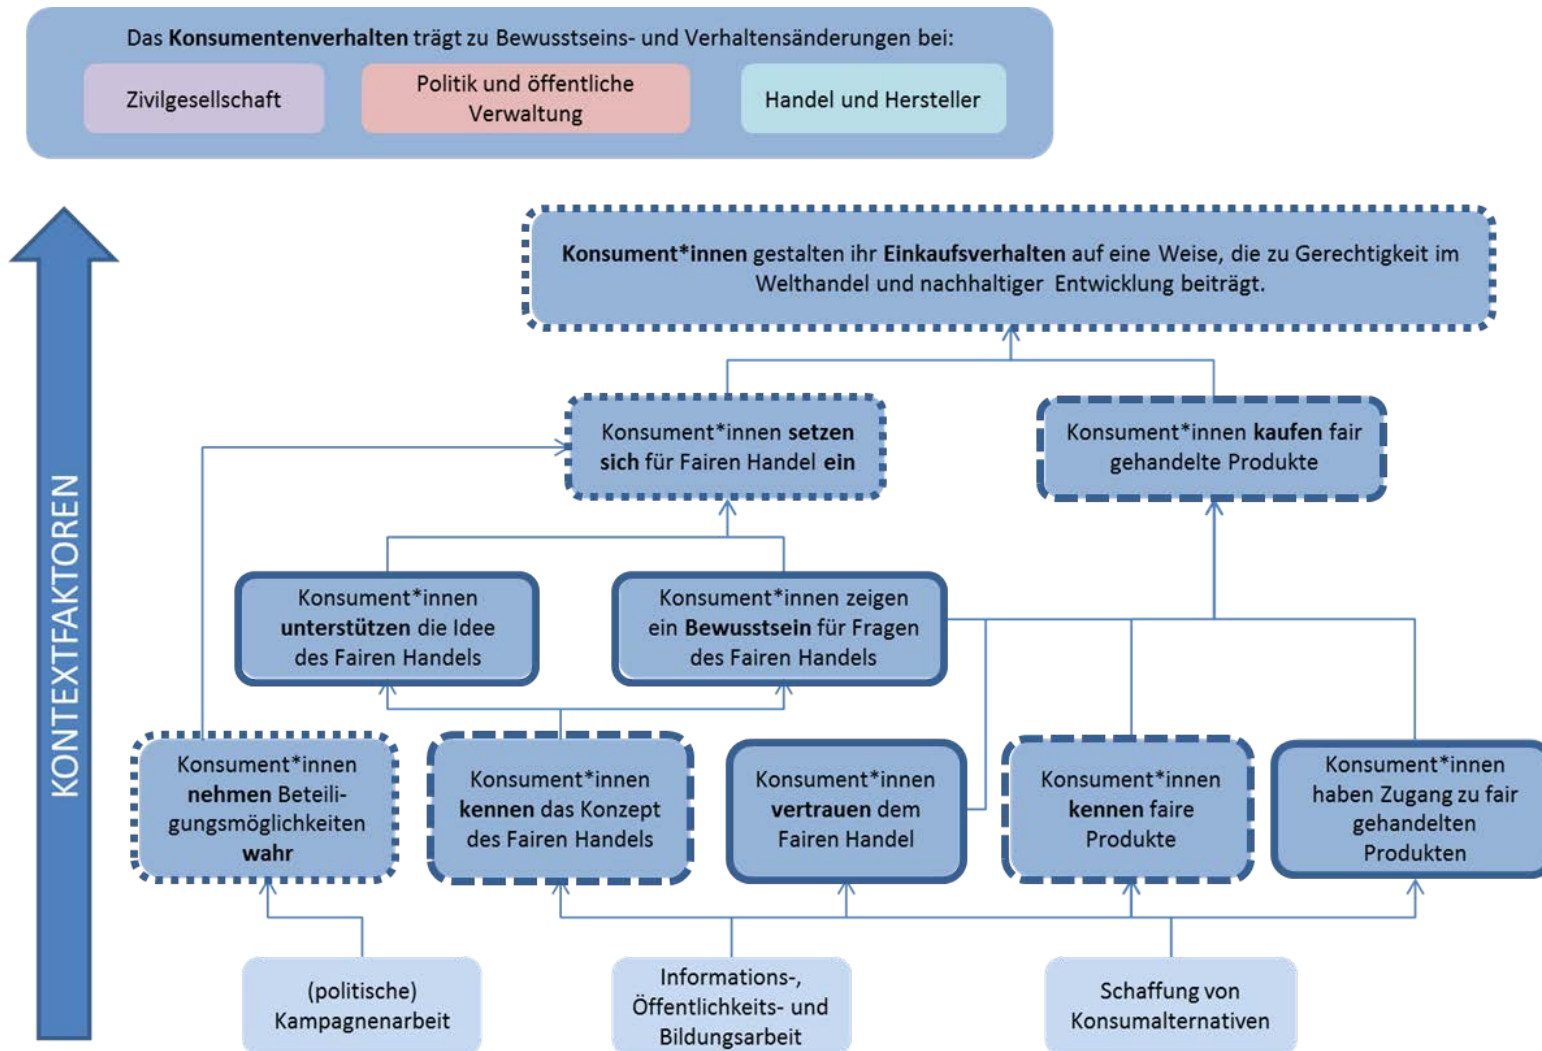 Das Konsumentenverhalten trägt zu Bewusstseins- und Verhaltensänderungen bei:
Zivilgesellschaft
Politik und öffentliche
Verwaltung
Handel und Hersteller
KONTEXTFAKTOREN
Konsument*innen gestalten ihr Einkaufsverhalten auf eine Weise, die zu Gerechtigkeit im
Welthandel und nachhaltiger Entwicklung beiträgt.
Konsument*innen setzen
sich für Fairen Handel ein
Konsument*innen kaufen fair
gehandelte Produkte
Konsument*innen
unterstützen die Idee
des Fairen Handels
Konsument*innen zeigen
ein Bewusstsein für Fragen
des Fairen Handels
Konsument*innen
nehmen Beteili-
gungsmöglichkeiten
wahr
Konsument*innen
kennen das Konzept
des Fairen Handels
Konsument*innen
vertrauen dem
Fairen Handel
Konsument*innen
kennen faire
Produkte
Konsument*innen
haben Zugang zu fair
gehandelten
Produkten
(politische)
Kampagnenarbeit
Informations-,
Öffentlichkeits- und
Bildungsarbeit
Schaffung von
Konsumalternativen